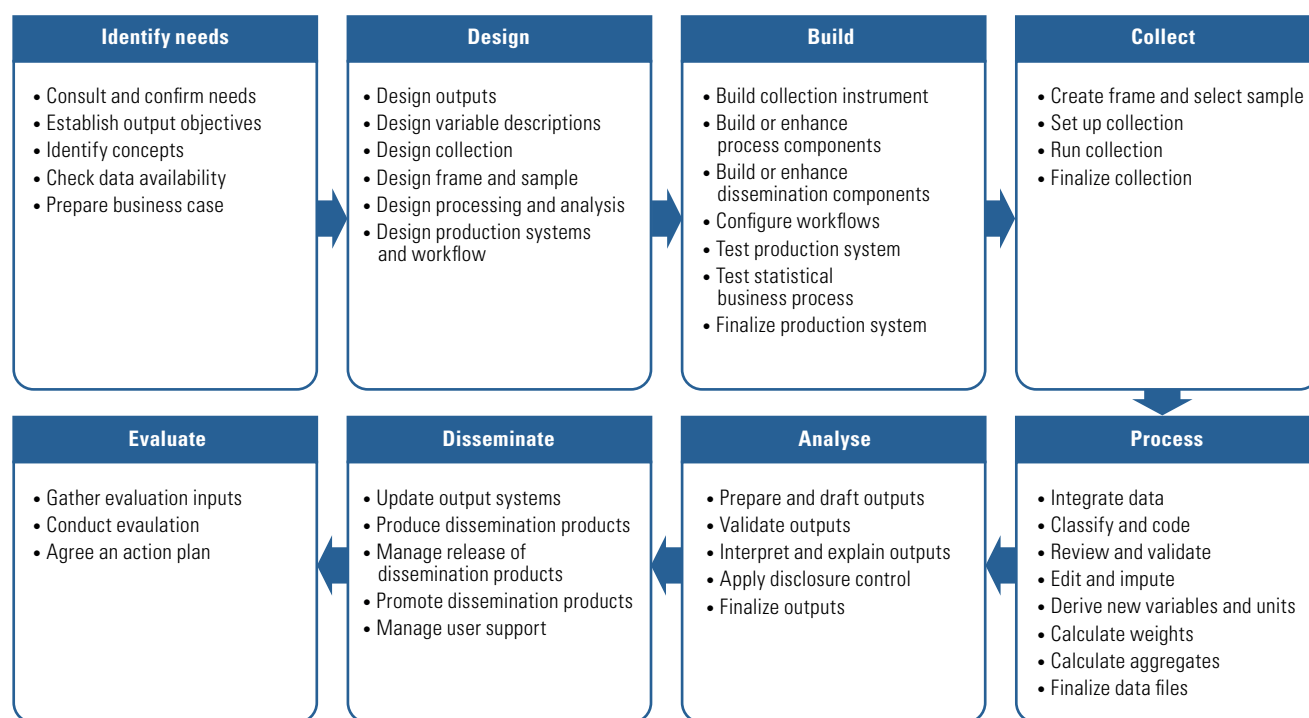 Identify needs
• Consult and confirm needs
• Establish output objectives
• Identify concepts
• Check data availability
• Prepare business case
Design
• Design outputs
• Design variable descriptions
• Design collection
• Design frame and sample
• Design processing and analysis
• Design production systems
and workflow
Build
• Build collection instrument
• Build or enhance
process components
• Build or enhance
dissemination components
• Configure workflows
• Test production system
• Test statistical
business process
• Finalize production system
Collect
• Create frame and select sample
• Set up collection
• Run collection
• Finalize collection
Process
• Integrate data
• Classify and code
• Review and validate
• Edit and impute
• Derive new variables and units
• Calculate weights
• Calculate aggregates
• Finalize data files
Analyse
• Prepare and draft outputs
• Validate outputs
• Interpret and explain outputs
• Apply disclosure control
• Finalize outputs
Disseminate
• Update output systems
• Produce dissemination products
• Manage release of
dissemination products
• Promote dissemination products
• Manage user support
Evaluate
• Gather evaluation inputs
• Conduct evaulation
• Agree an action plan